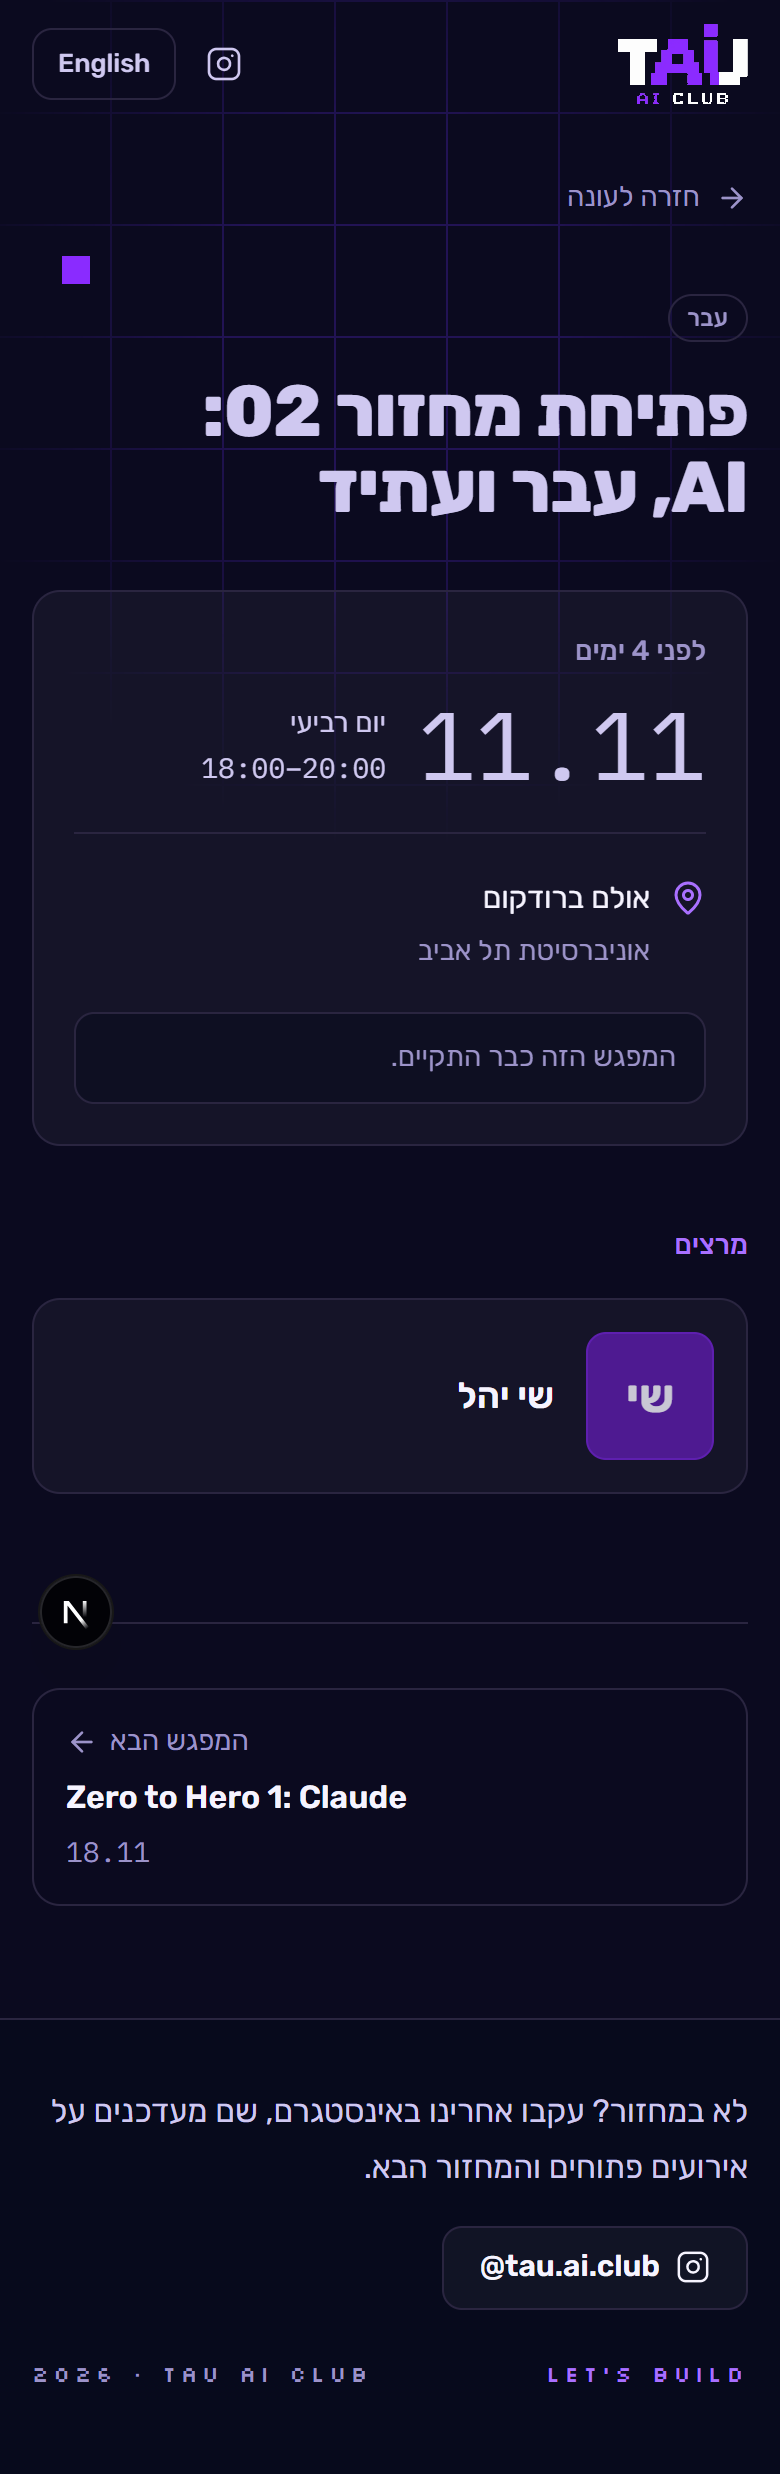 TAiU
AI CLUB
English
חזרה לעונה
עבר
פתיחת מחזור 02:
AI, עבר ועתיד
לפני 4 ימים
11.11
יום רביעי
18:00–20:00
אולם ברודקום
אוניברסיטת תל אביב
המפגש הזה כבר התקיים.
מרצים
שי
שי יהל
N
המפגש הבא
Zero to Hero 1: Claude
18.11
לא במחזור? עקבו אחרינו באינסטגרם, שם מעדכנים על
אירועים פתוחים והמחזור הבא.
@tau.ai.club
LET'S BUILD
2026 · TAU AI CLUB